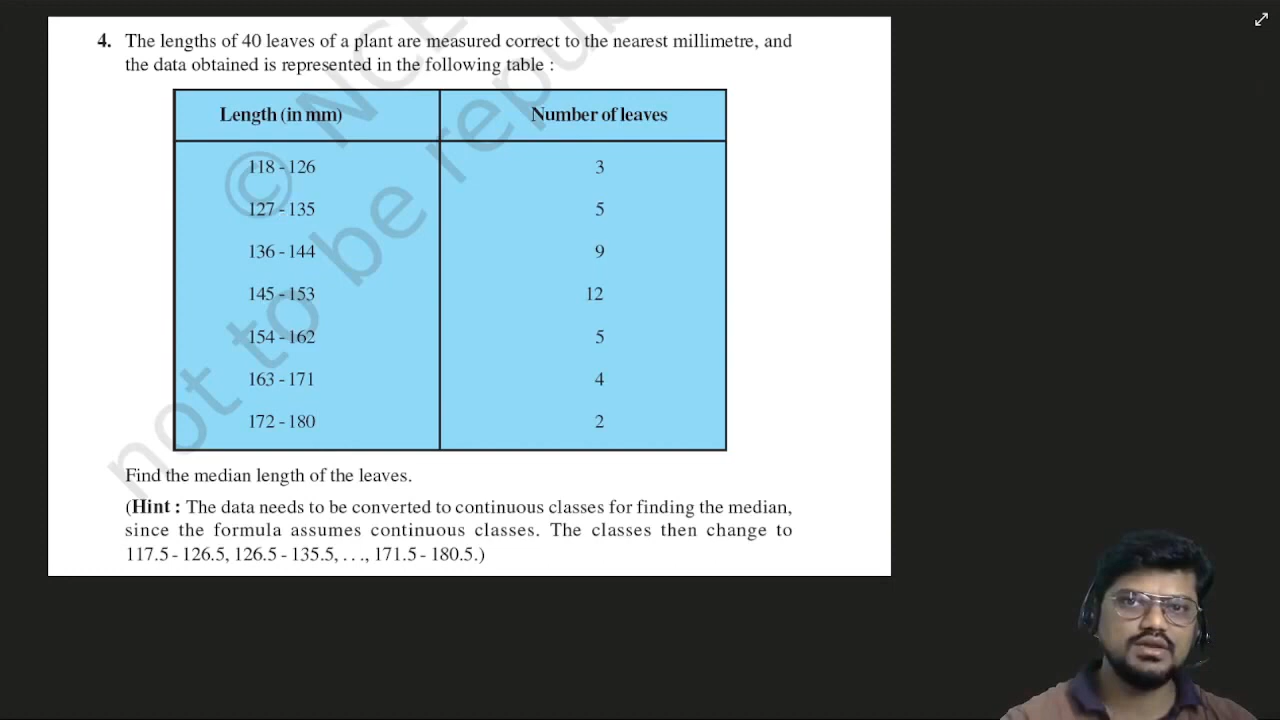 4. The lengths of 40 leaves of a plant are measured correct to the nearest millimetre, and
the data obtained is represented in the following table :
Length (in mm) Number of leaves
118 - 126 3
127 - 135 5
136 - 144 9
145 - 153 12
154 - 162 5
163 - 171 4
172 - 180 2
Find the median length of the leaves.
(Hint : The data needs to be converted to continuous classes for finding the median,
since the formula assumes continuous classes. The classes then change to
117.5 - 126.5, 126.5 - 135.5, . . ., 171.5 - 180.5.)
© NCE
not to be repub